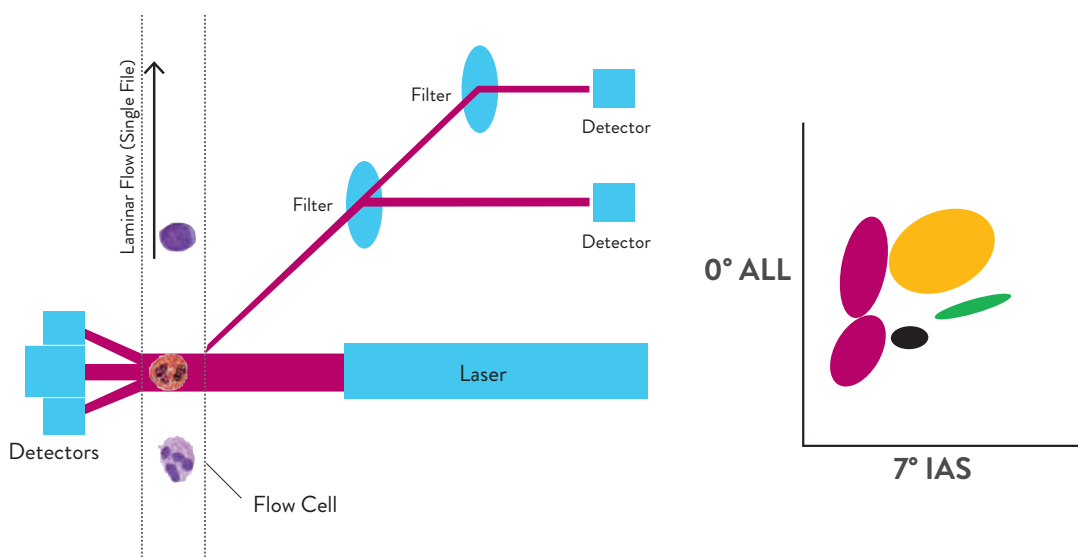 Laminar Flow (Single File)
Filter
Detector
Filter
Detector
Laser
Detectors
Flow Cell
0° ALL
7° IAS